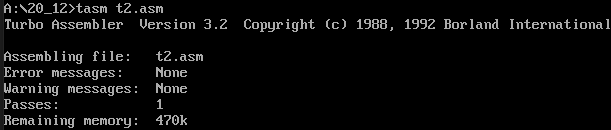 A:\20_12>tasm t2.asm
Turbo Assembler  Version 3.2  Copyright (c) 1988, 1992 Borland International
Assembling file:   t2.asm
Error messages:    None
Warning messages:  None
Passes:            1
Remaining memory:  470k